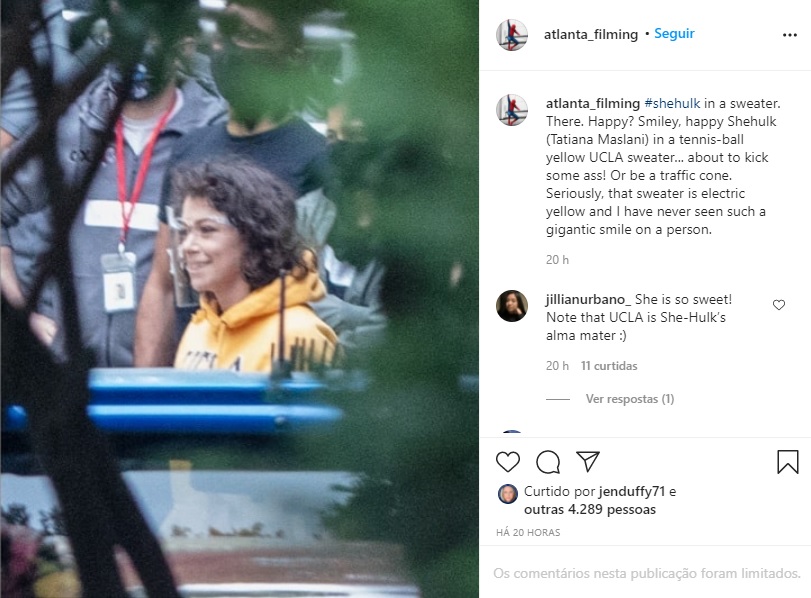 atlanta_filming • Seguir
atlanta_filming #shehulk in a sweater.
There. Happy? Smiley, happy Shehulk
(Tatiana Maslani) in a tennis-ball
yellow UCLA sweater... about to kick
some ass! Or be a traffic cone.
Seriously, that sweater is electric
yellow and I have never seen such a
gigantic smile on a person.
20 h
jillianurbano_ She is so sweet!
Note that UCLA is She-Hulk's
alma mater :)
20 h 11 curtidas
Ver respostas (1)
Curtido por jenduffy71 e
outras 4.289 pessoas
HÁ 20 HORAS
Os comentários nesta publicação foram limitados.